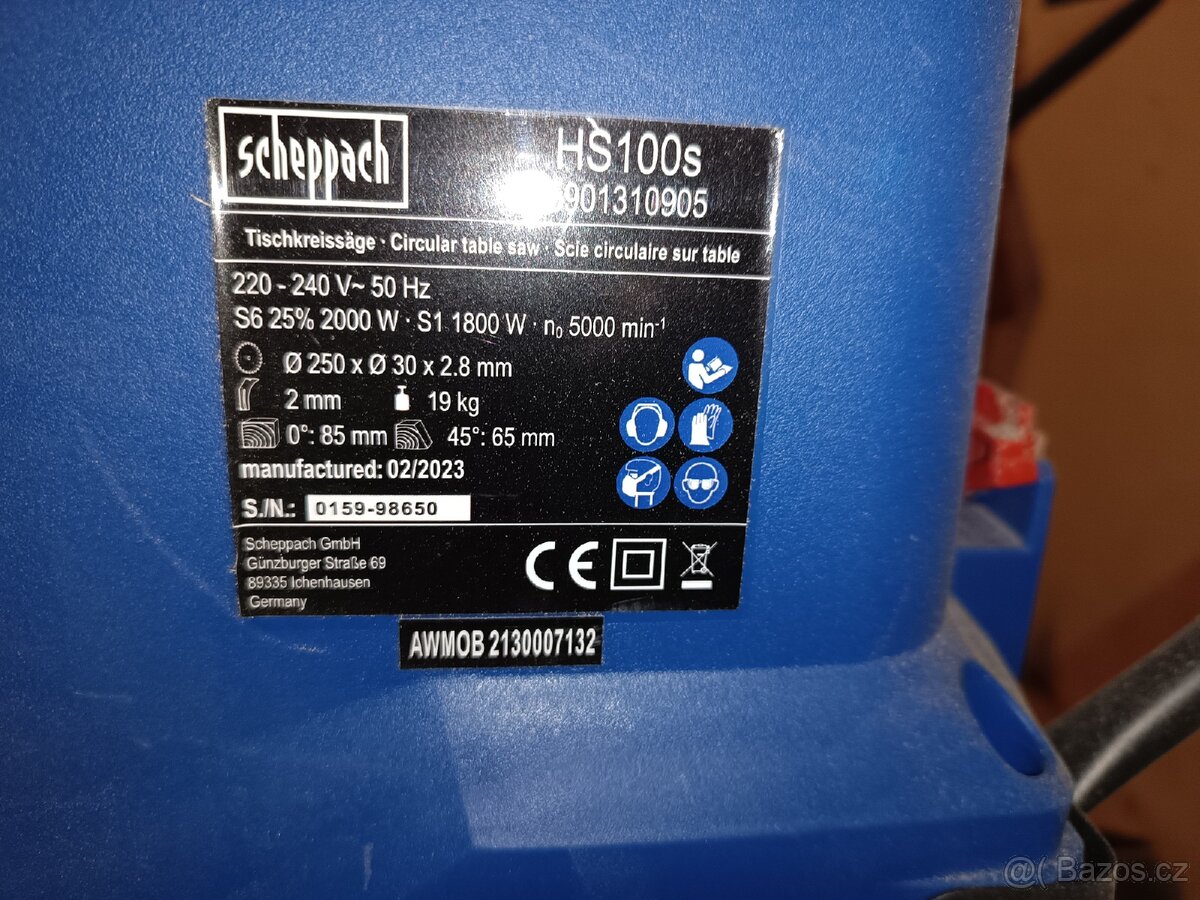 scheppach
HS100s
901310905
Tischkreissäge · Circular table saw · Scie circulaire sur table
220 - 240 V~ 50 Hz
S6 25% 2000 W · S1 1800 W · n₀ 5000 min⁻¹
Ø 250 x Ø 30 x 2.8 mm
2 mm 19 kg
0°: 85 mm 45°: 65 mm
manufactured: 02/2023
S./N.: 0159-98650
Scheppach GmbH
Günzburger Straße 69
89335 Ichenhausen
Germany
CE
AWMOB 2130007132
@( Bazos.cz